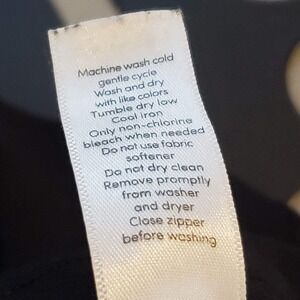 Machine wash cold
gentle cycle
Wash and dry
with like colors
Tumble dry low
Cool iron
Only non-chlorine
bleach when needed
Do not use fabric
softener
Do not dry clean
Remove promptly
from washer
and dryer
Close zipper
before washing